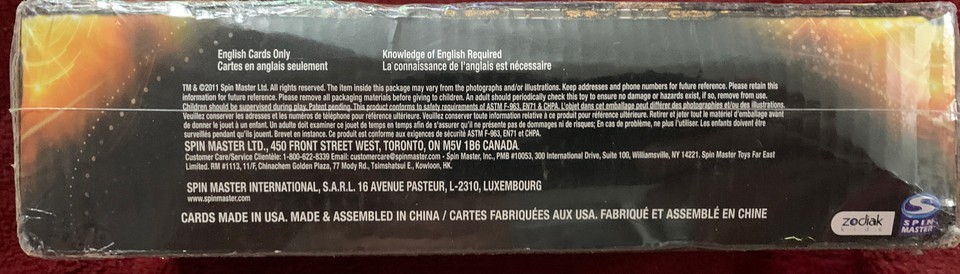 English Cards Only
Cartes en anglais seulement
Knowledge of English Required
La connaissance de l'anglais est nécessaire
TM & ©2011 Spin Master Ltd. All rights reserved. The item inside this package may vary from the photographs and/or illustrations. Keep addresses and phone numbers for future reference. Please retain this
information for future reference. Please remove all packaging materials before giving to children. An adult should periodically check this toy to ensure no damage or hazards exist, if so, remove from use.
Children should be supervised during play. Patent pending. This product conforms to safety requirements of ASTM F-963, EN71 & CHPA. L'objet dans cet emballage peut différer des photographies et/ou des illustrations.
Veuillez conserver les adresses et les numéros de téléphone pour référence ultérieure. Veuillez conserver toute information relative à ce produit pour référence ultérieure. Retirer et jeter tout le matériel d'emballage avant
de donner le jouet à un enfant. Un adulte doit examiner ce jouet de temps en temps afin de s'assurer qu'il ne présente pas de dommages ni de risques; En cas de problème, ne plus l'utiliser. Les enfants doivent être
surveillés pendant qu'ils jouent. Brevet en instance. Ce produit est conforme aux exigences de sécurité ASTM F-963, EN71 et CHPA.
SPIN MASTER LTD., 450 FRONT STREET WEST, TORONTO, ON M5V 1B6 CANADA
Customer Care/Service Clientèle: 1-800-622-8339 Email: customercare@spinmaster.com - Spin Master, Inc., PMB #10053, 300 International Drive, Suite 100, Williamsville, NY 14221. Spin Master Toys Far East
Limited. RM #1113, 11/F, Chinachem Golden Plaza, 77 Mody Rd., Tsimshatsui E., Kowloon, HK.
SPIN MASTER INTERNATIONAL, S.A.R.L. 16 AVENUE PASTEUR, L-2310, LUXEMBOURG
www.spinmaster.com
CARDS MADE IN USA. MADE & ASSEMBLED IN CHINA / CARTES FABRIQUÉES AUX USA. FABRIQUÉ ET ASSEMBLÉ EN CHINE
zodiak
SPIN
MASTER